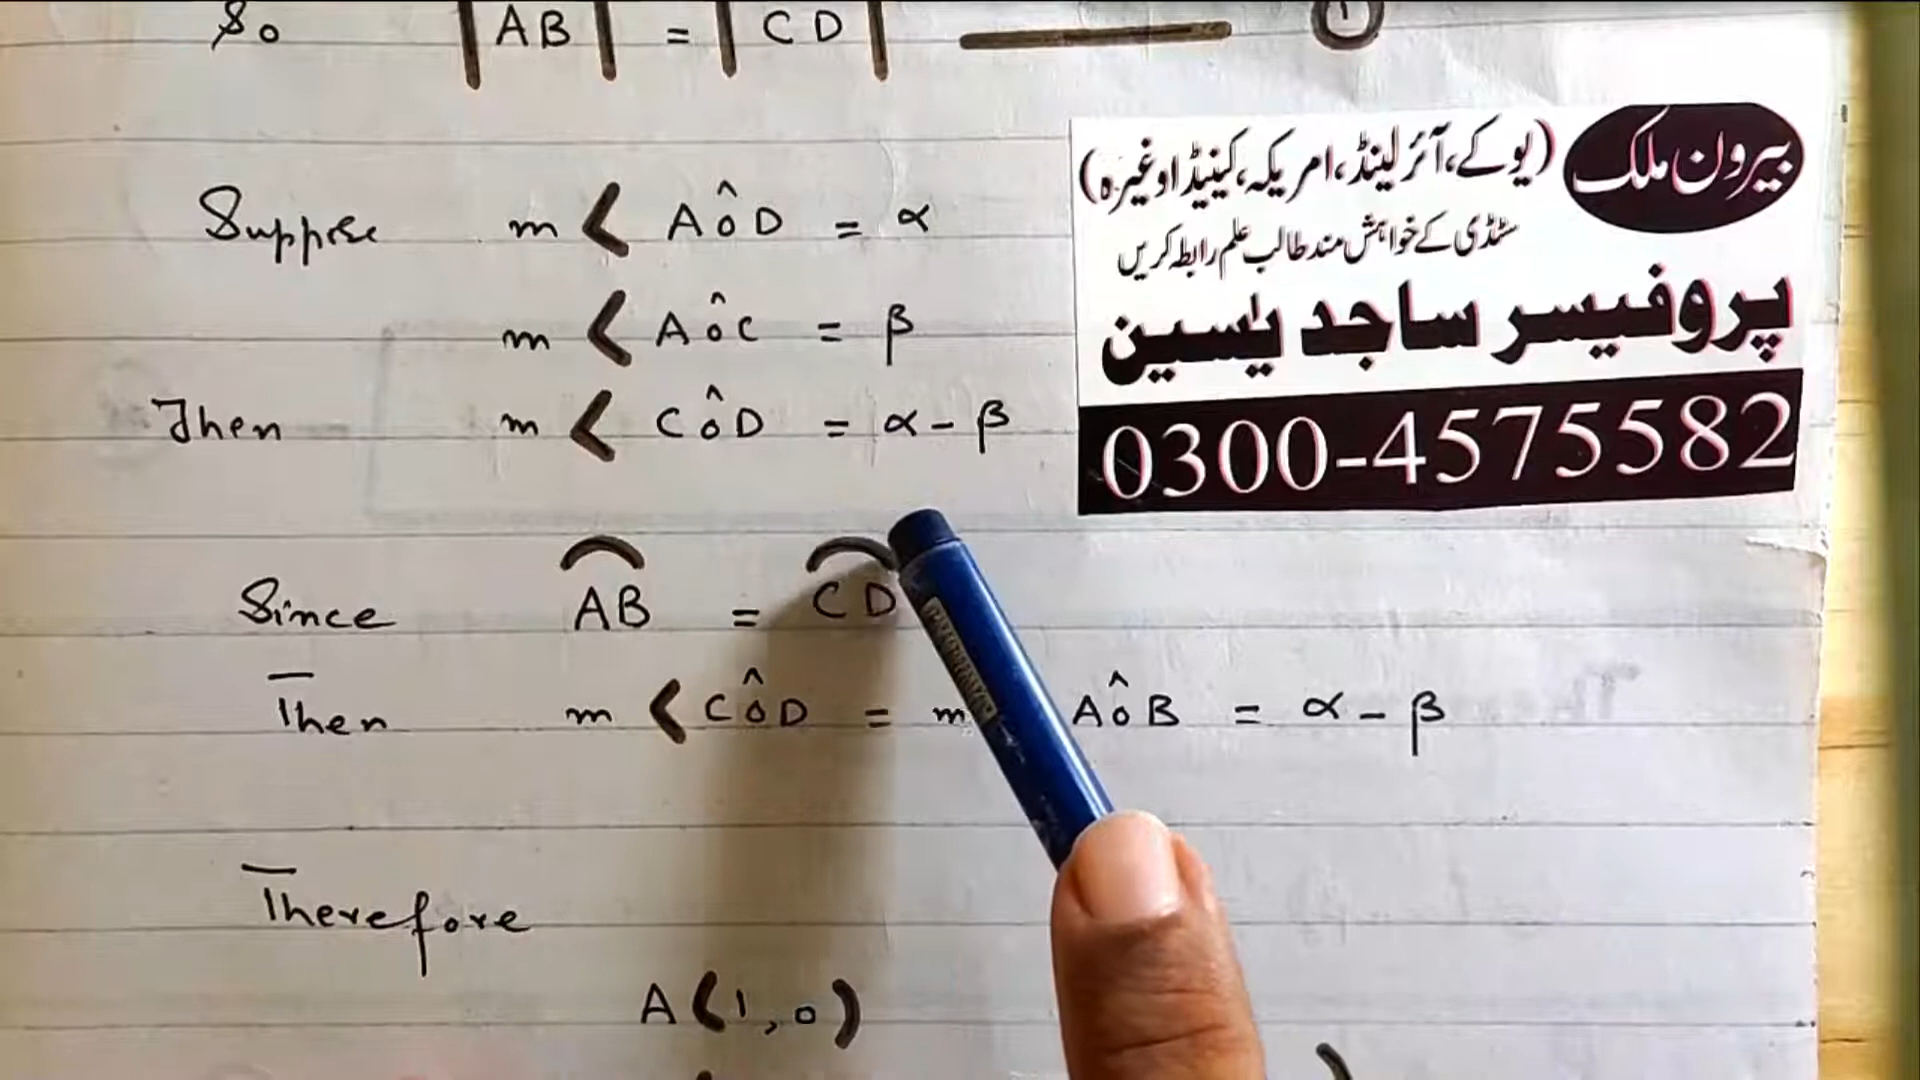 So |AB| = |CD| ——— ①
Suppose m < AÔD = α
m < AÔC = β
Then m < CÔD = α - β
Since AB = CD
Then m < CÔD = m AÔB = α - β
Therefore
A(1,0)
بیرون ملک (یوکے، آئرلینڈ، امریکہ، کینیڈا وغیرہ)
سٹڈی کے خواہش مند طالب علم رابطہ کریں
پروفیسر ساجد یٰسین
0300-4575582